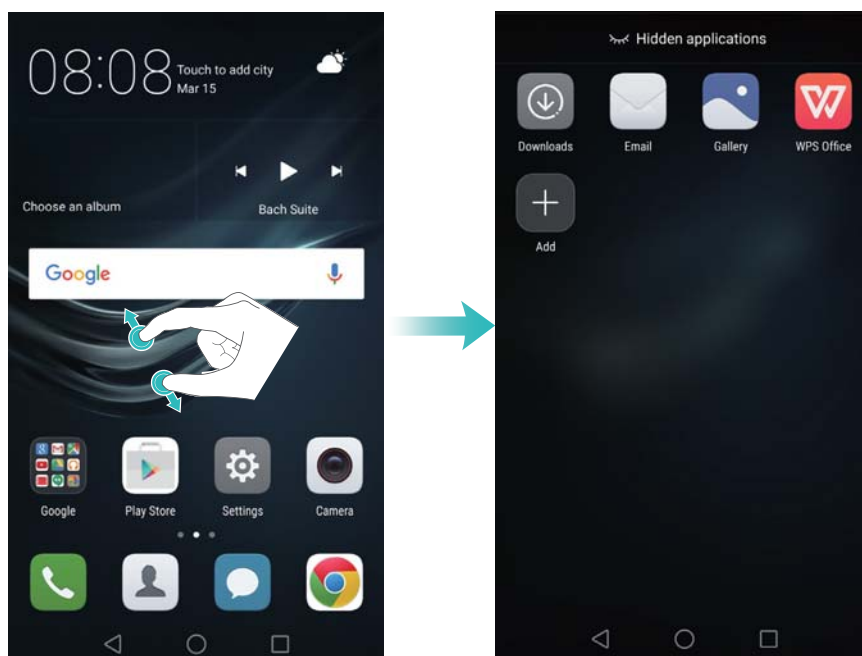 08:08
Touch to add city
Mar 15
Choose an album
Bach Suite
Google
Google
Play Store
Settings
Camera
Hidden applications
Downloads
Email
Gallery
WPS Office
Add